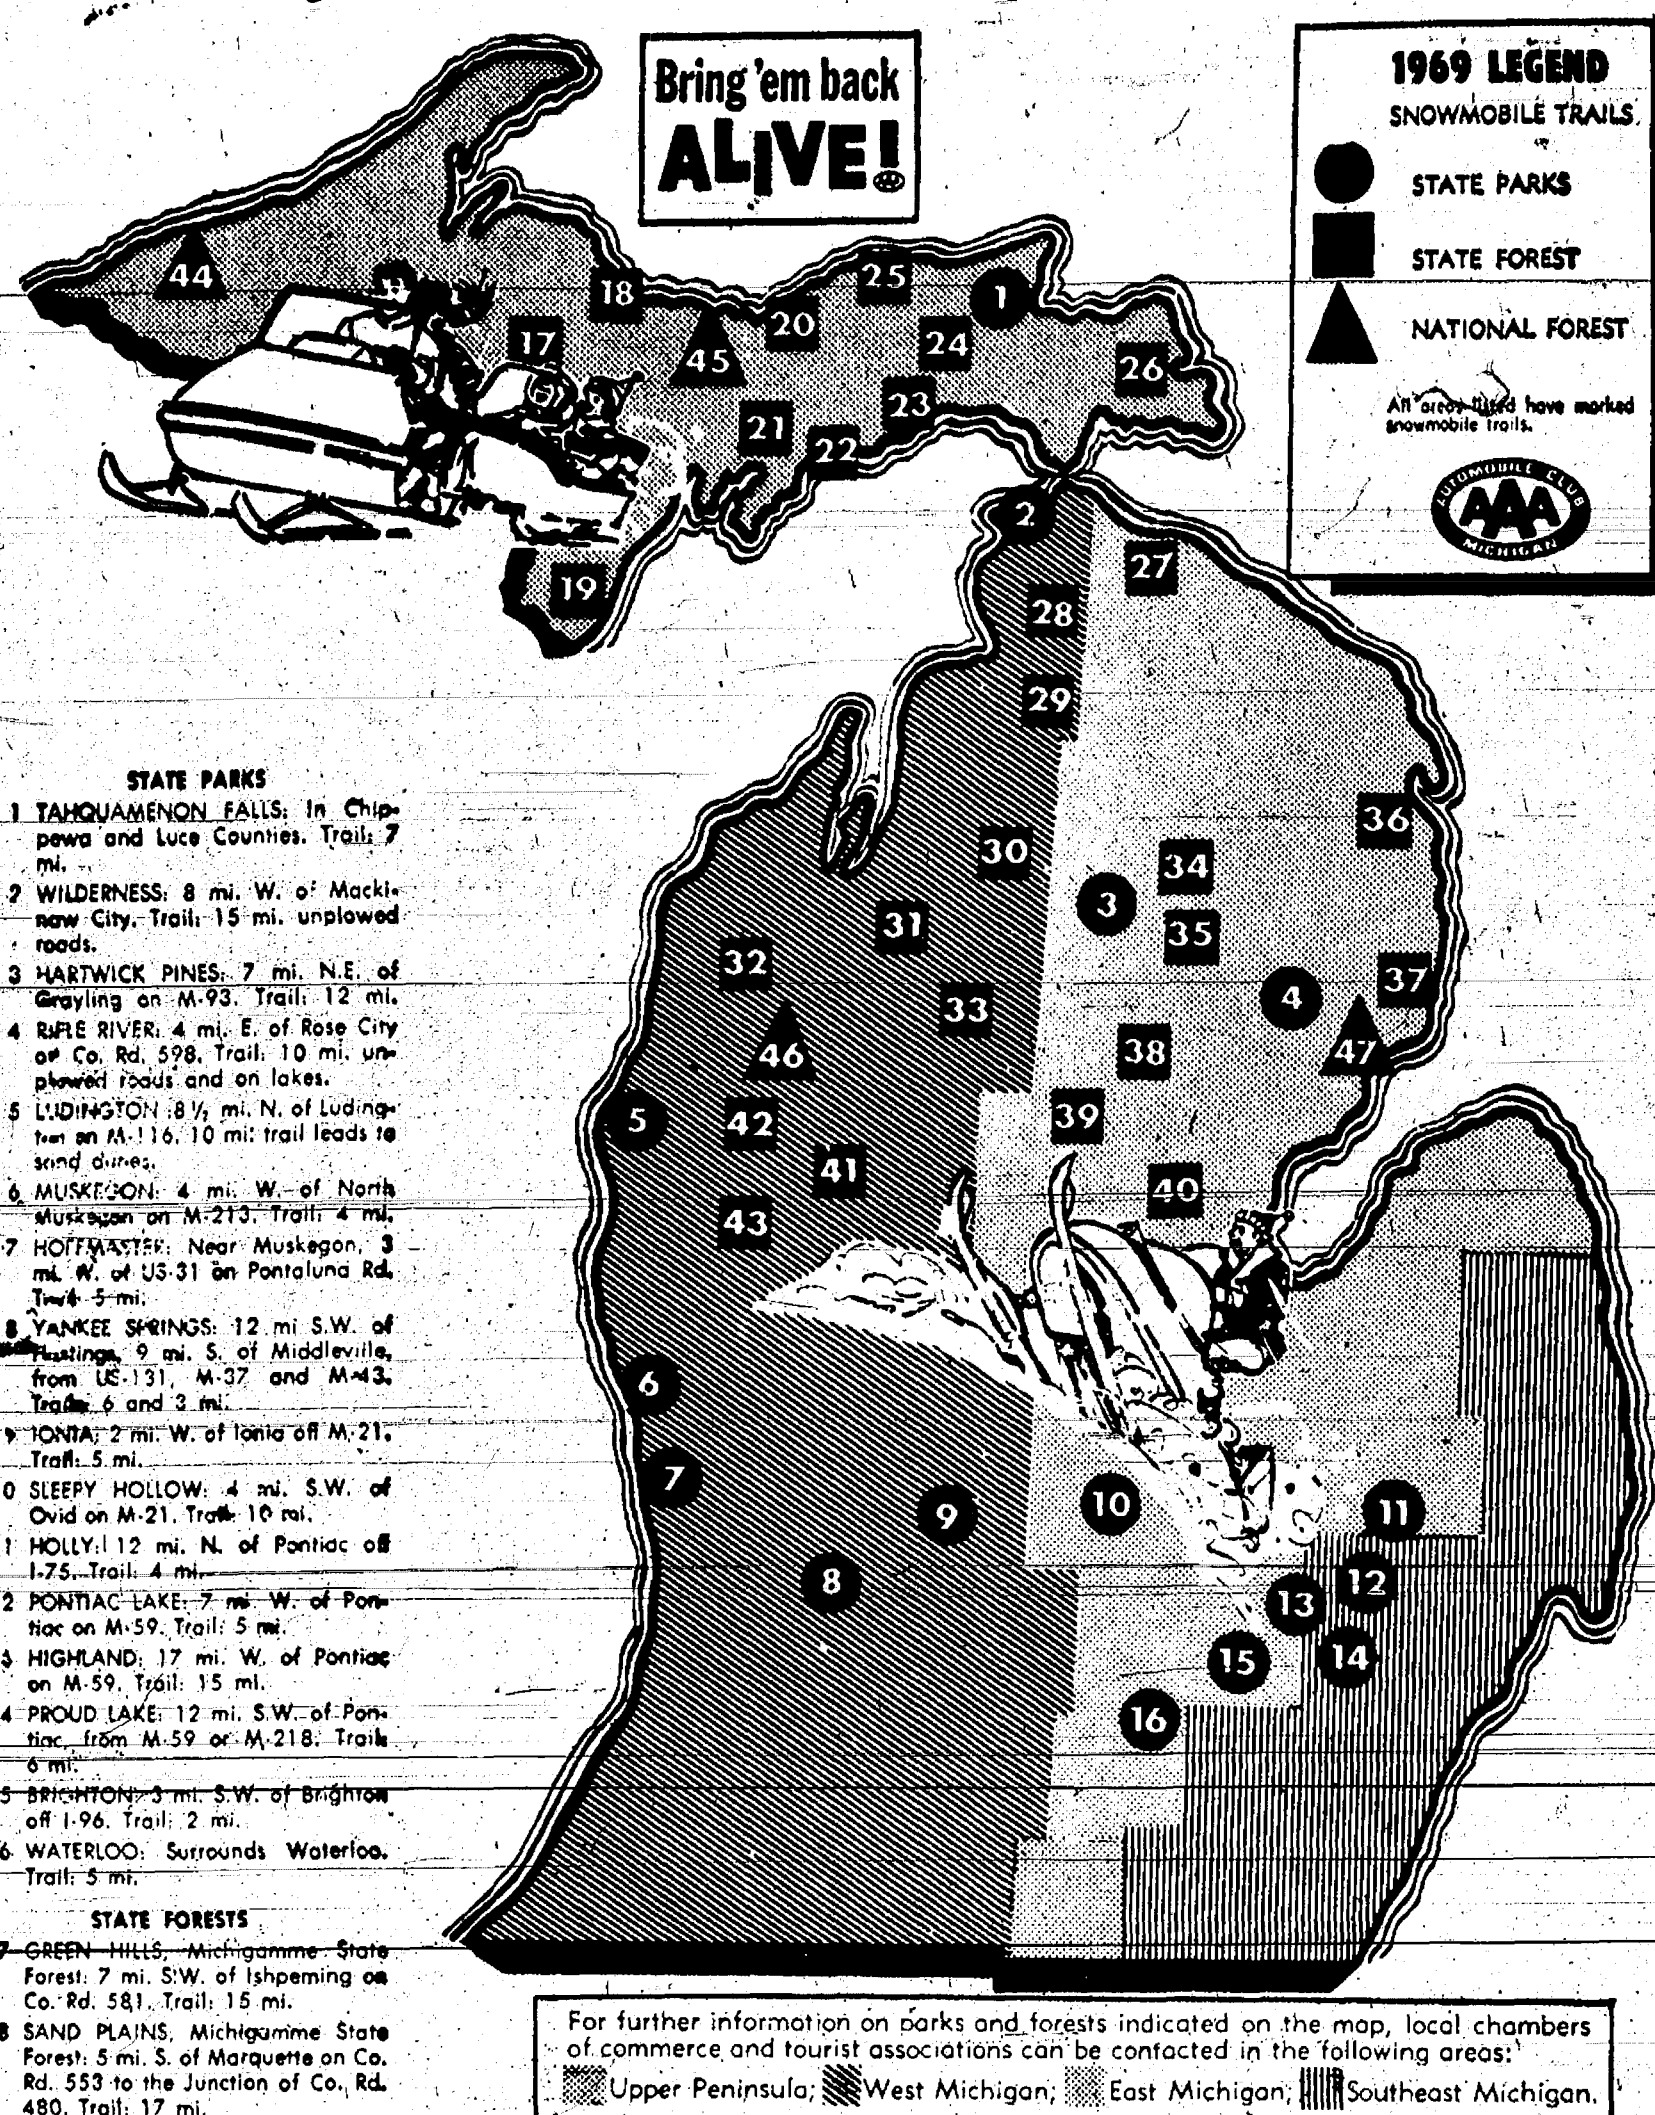 Bring 'em back
ALIVE!
1969 LEGEND
SNOWMOBILE TRAILS
STATE PARKS
STATE FOREST
NATIONAL FOREST
All areas listed have marked
snowmobile trails.
AUTOMOBILE CLUB
AAA
MICHIGAN
44
18
25
1
17
45
20
24
26
21
22
23
2
19
27
28
29
30
34
36
3
31
35
32
33
4
37
46
38
47
5
42
39
41
40
43
6
7
9
10
11
8
12
13
14
15
16
STATE PARKS
1 TAHQUAMENON FALLS: In Chip-
pewa and Luce Counties. Trail: 7
mi.
2 WILDERNESS: 8 mi. W. of Macki-
naw City. Trail: 15 mi. unplowed
roads.
3 HARTWICK PINES: 7 mi. N.E. of
Grayling on M-93. Trail: 12 mi.
4 RIFLE RIVER: 4 mi. E. of Rose City
on Co. Rd. 598. Trail: 10 mi. un-
plowed roads and on lakes.
5 LUDINGTON: 8½ mi. N. of Luding-
ton on M-116. 10 mi. trail leads to
sand dunes.
6 MUSKEGON: 4 mi. W. of North
Muskegon on M-213. Trail: 4 mi.
7 HOFFMASTER: Near Muskegon, 3
mi. W. of US-31 on Pontaluna Rd.
Trail: 5 mi.
8 YANKEE SPRINGS: 12 mi S.W. of
Hastings, 9 mi. S. of Middleville,
from US-131, M-37 and M-43.
Trails: 6 and 3 mi.
9 IONIA: 2 mi. W. of Ionia off M-21.
Trail: 5 mi.
0 SLEEPY HOLLOW: 4 mi. S.W. of
Ovid on M-21. Trail: 10 mi.
1 HOLLY: 12 mi. N. of Pontiac off
I-75. Trail: 4 mi.
2 PONTIAC LAKE: 7 mi. W. of Pon-
tiac on M-59. Trail: 5 mi.
3 HIGHLAND: 17 mi. W. of Pontiac
on M-59. Trail: 15 mi.
4 PROUD LAKE: 12 mi. S.W. of Pon-
tiac, from M-59 or M-218. Trail:
6 mi.
5 BRIGHTON: 3 mi. S.W. of Brighton
off I-96. Trail: 2 mi.
6 WATERLOO: Surrounds Waterloo.
Trail: 5 mi.
STATE FORESTS
7 GREEN HILLS, Michigamme State
Forest: 7 mi. S.W. of Ishpeming on
Co. Rd. 581. Trail: 15 mi.
8 SAND PLAINS, Michigamme State
Forest: 5 mi. S. of Marquette on Co.
Rd. 553 to the Junction of Co. Rd.
480. Trail: 17 mi.
For further information on parks and forests indicated on the map, local chambers
of commerce and tourist associations can be contacted in the following areas:
Upper Peninsula; West Michigan; East Michigan; Southeast Michigan.